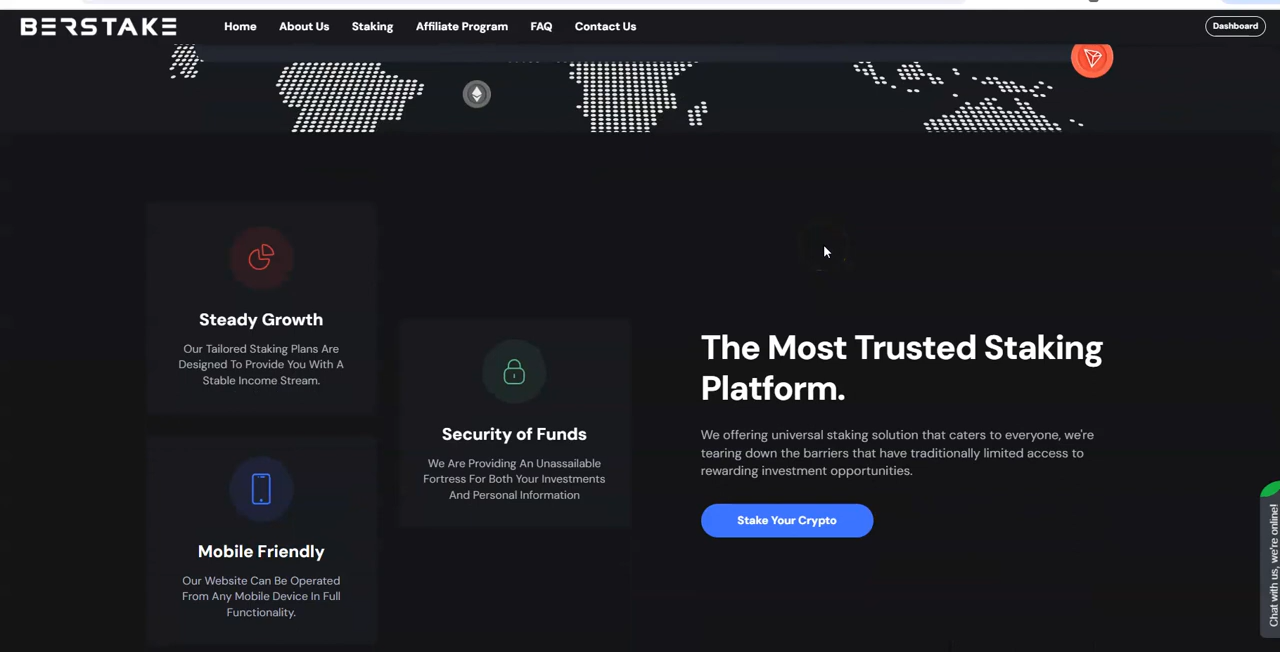 BERSTAKE
Home
About Us
Staking
Affiliate Program
FAQ
Contact Us
Dashboard
Steady Growth
Our Tailored Staking Plans Are
Designed To Provide You With A
Stable Income Stream.
Security of Funds
We Are Providing An Unassailable
Fortress For Both Your Investments
And Personal Information
Mobile Friendly
Our Website Can Be Operated
From Any Mobile Device In Full
Functionality.
The Most Trusted Staking
Platform.
We offering universal staking solution that caters to everyone, we're
tearing down the barriers that have traditionally limited access to
rewarding investment opportunities.
Stake Your Crypto
Chat with us, we're online!